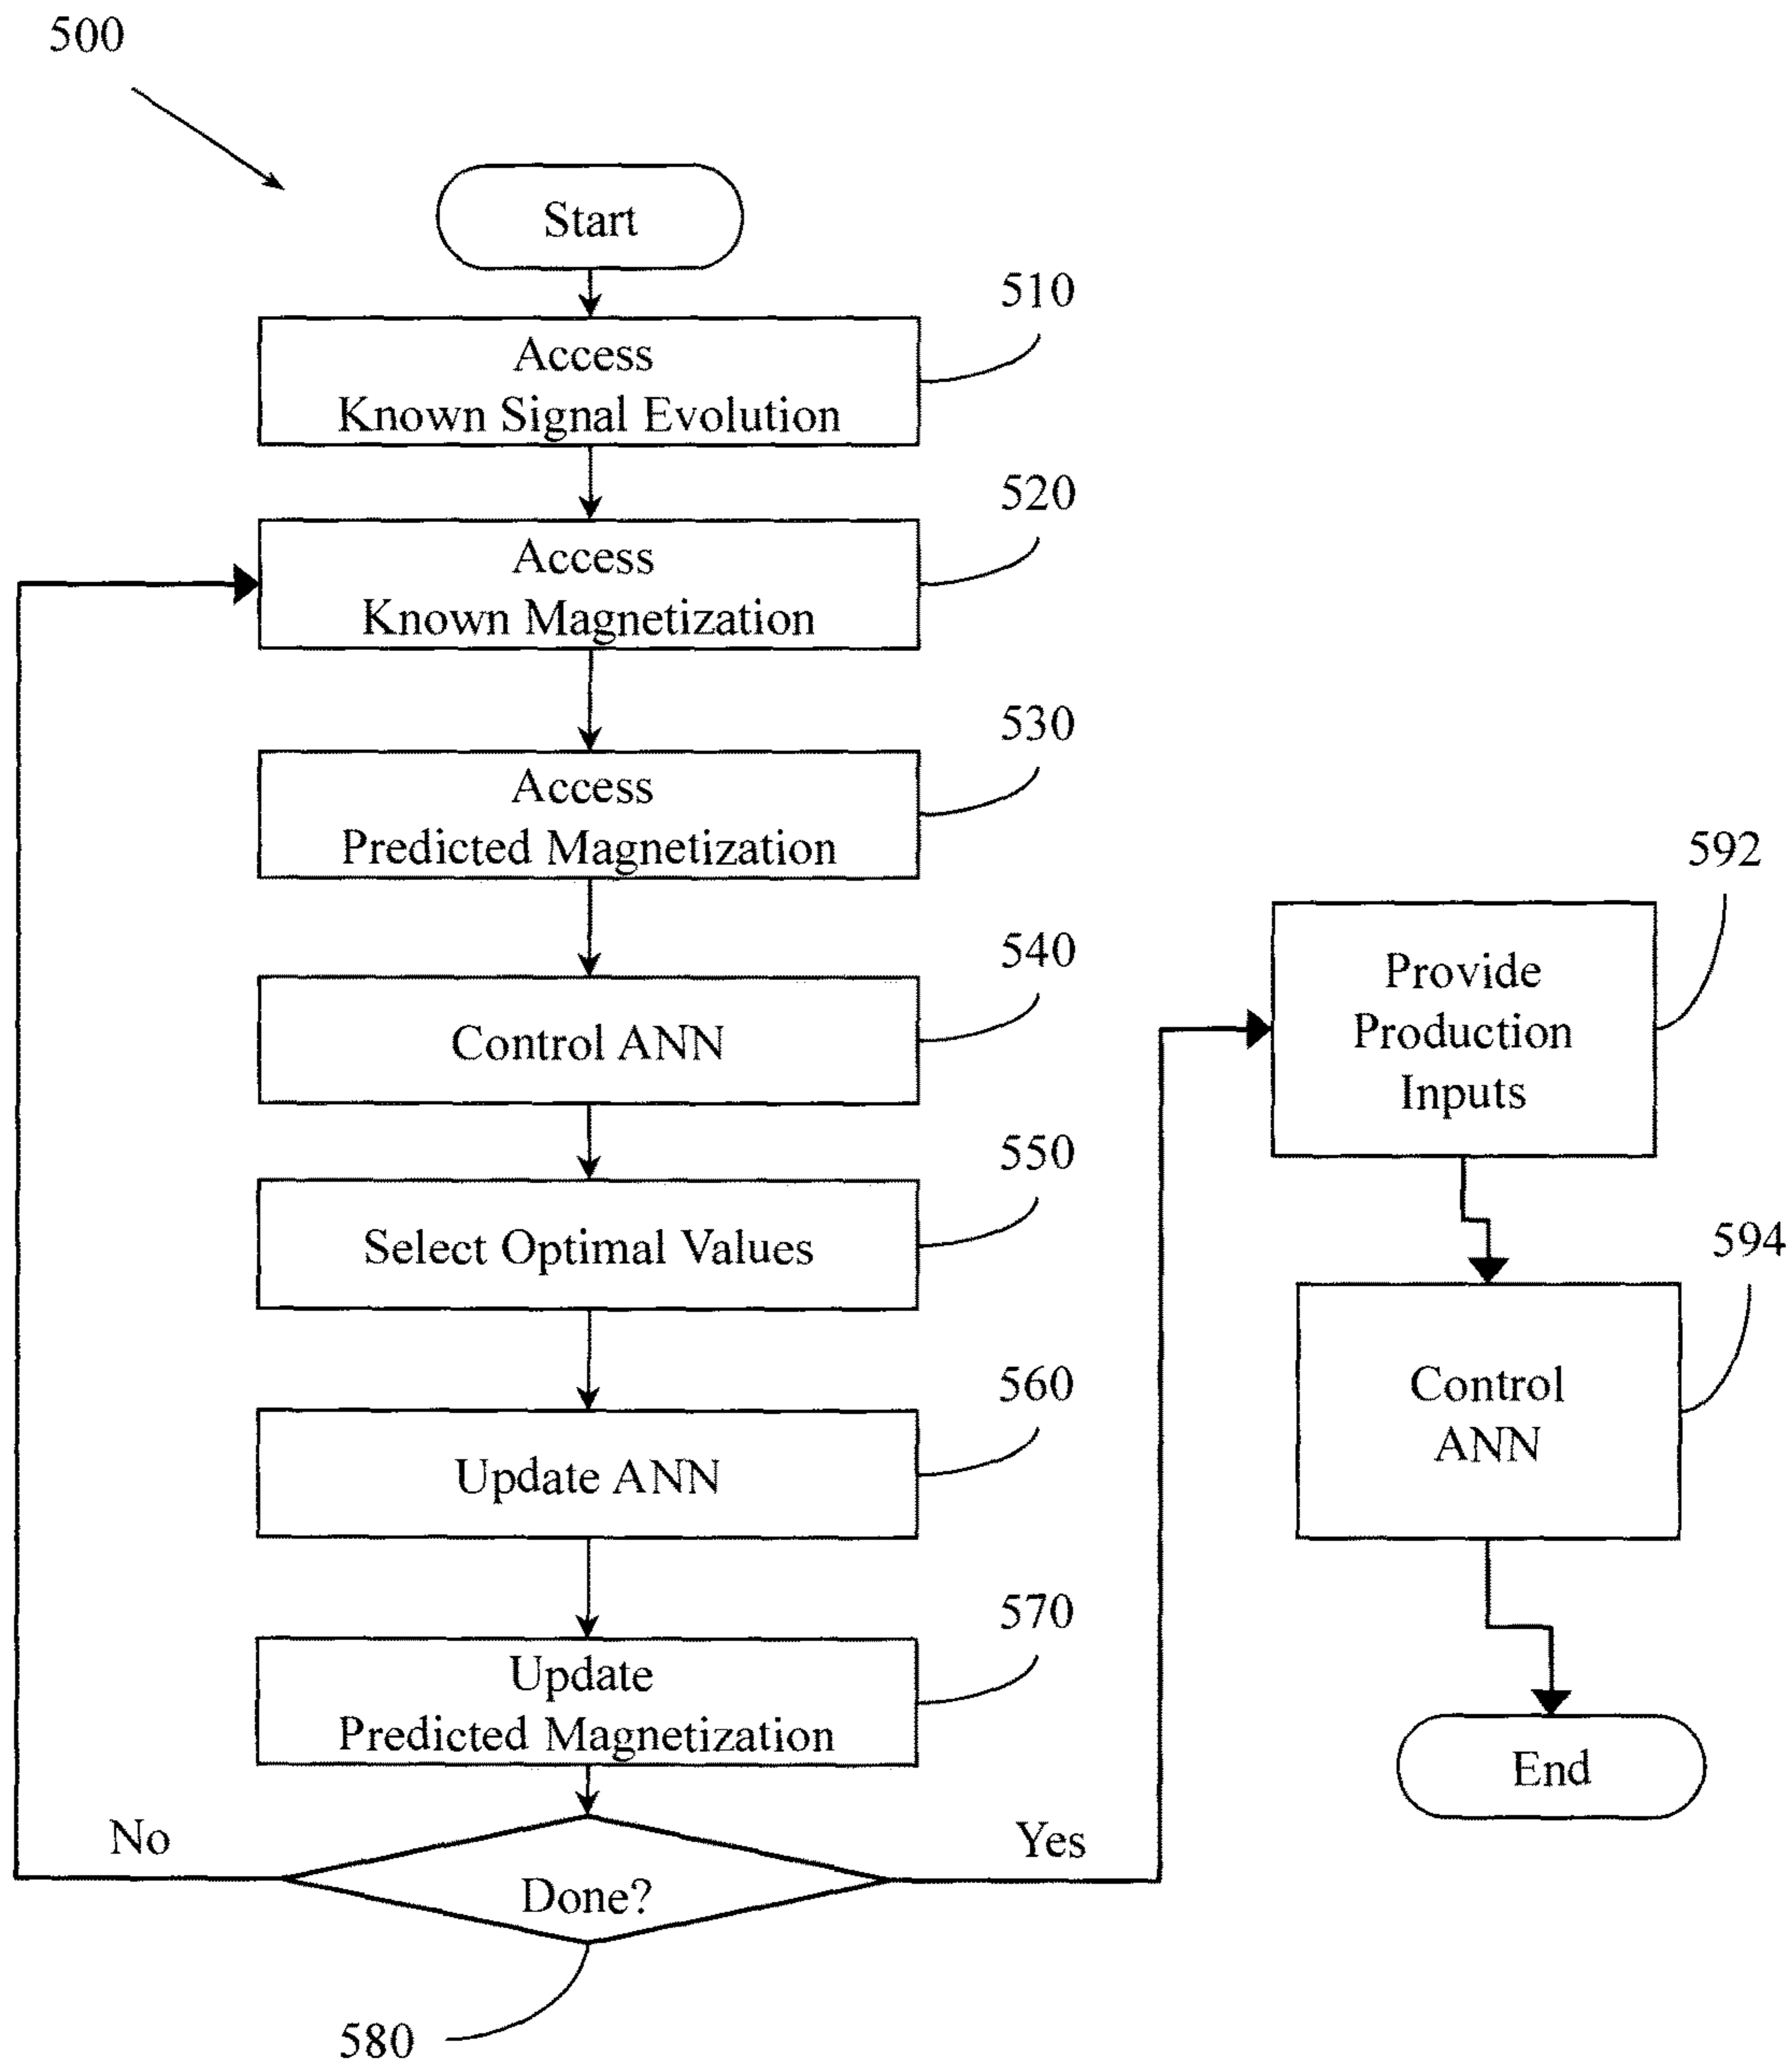 500
Start
510
Access
Known Signal Evolution
520
Access
Known Magnetization
530
Access
Predicted Magnetization
540
Control ANN
550
Select Optimal Values
560
Update ANN
570
Update
Predicted Magnetization
No
Done?
Yes
580
592
Provide
Production
Inputs
594
Control
ANN
End